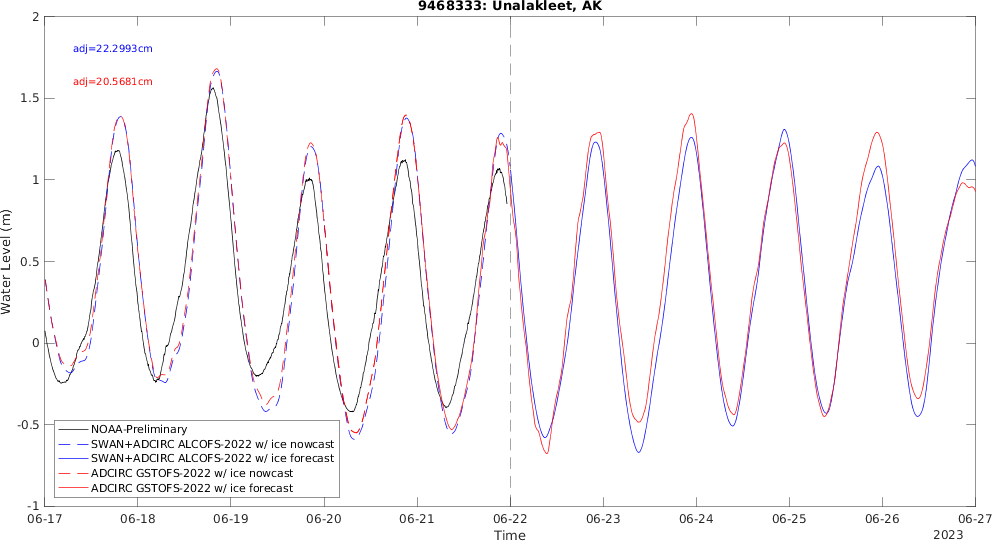 9468333: Unalakleet, AK
adj=22.2993cm
adj=20.5681cm
Water Level (m)
2
1.5
1
0.5
0
-0.5
-1
NOAA-Preliminary
SWAN+ADCIRC ALCOFS-2022 w/ ice nowcast
SWAN+ADCIRC ALCOFS-2022 w/ ice forecast
ADCIRC GSTOFS-2022 w/ ice nowcast
ADCIRC GSTOFS-2022 w/ ice forecast
06-17 06-18 06-19 06-20 06-21 06-22 06-23 06-24 06-25 06-26 06-27
Time
2023